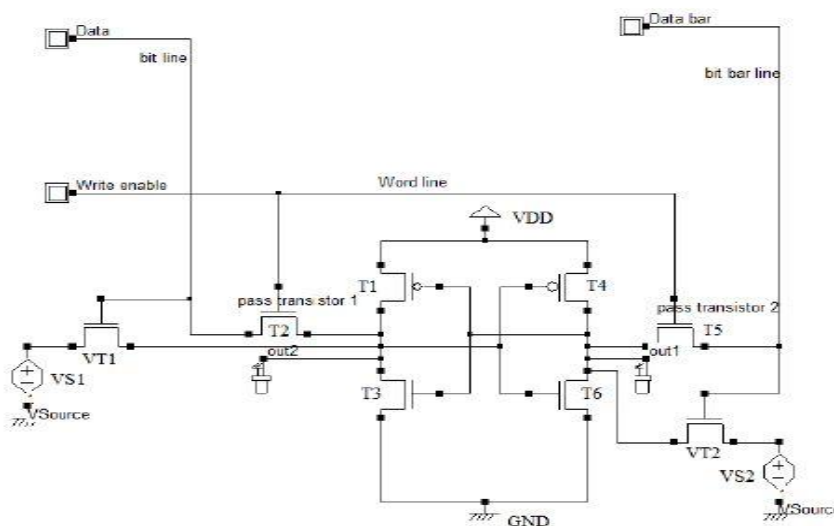 Data
Data bar
bit line
bit bar line
Write enable
Word line
VDD
T1
T4
pass transistor 1
pass transistor 2
T2
T5
out2
out1
VT1
VS1
T3
T6
VSource
VT2
VS2
VSource
GND